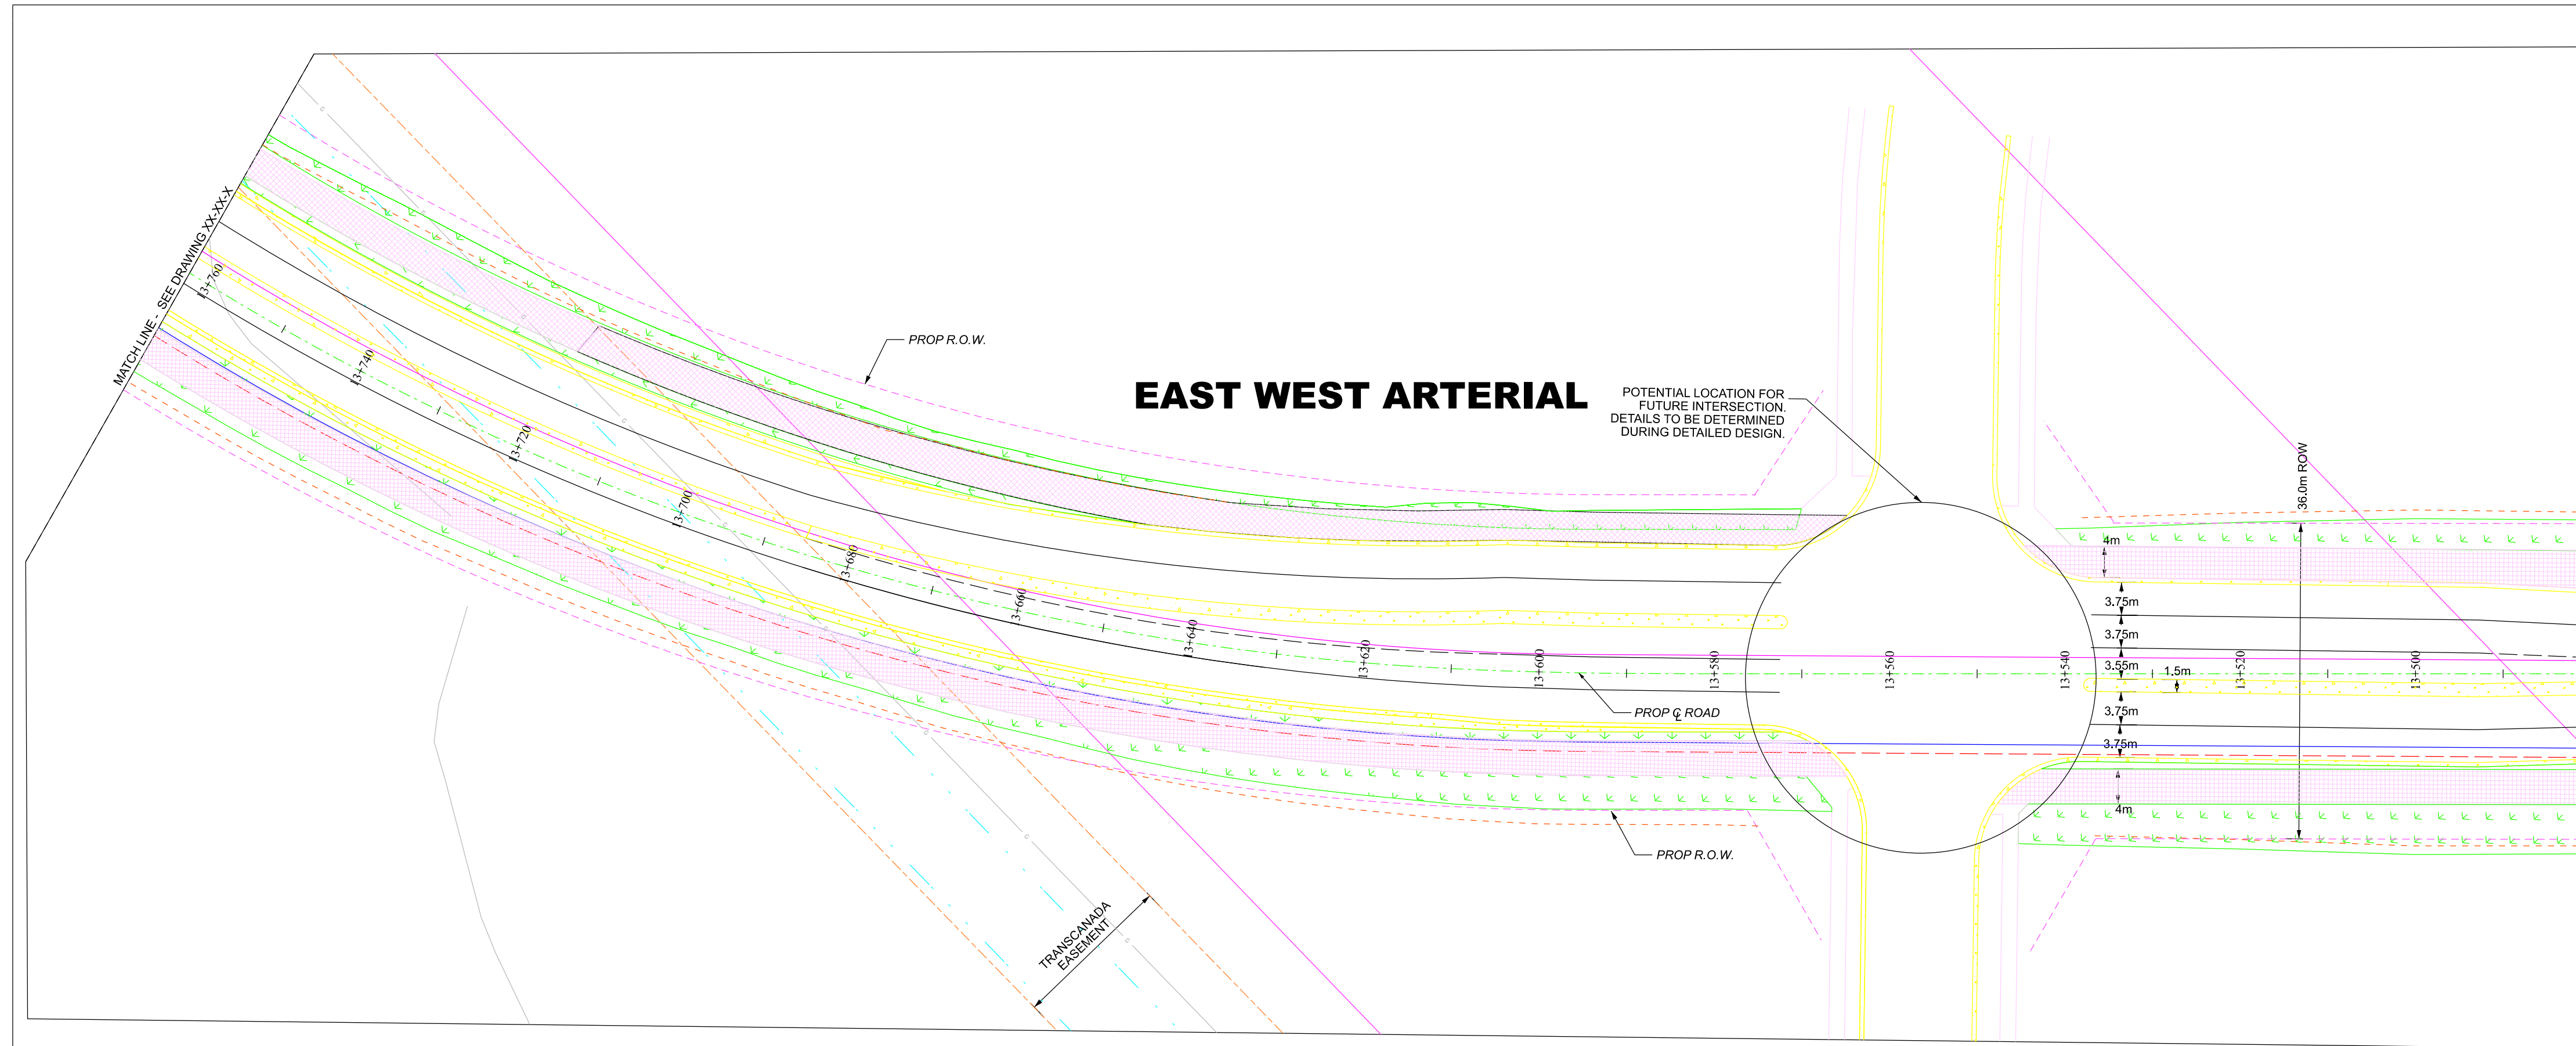 MATCH LINE - SEE DRAWING XX-XX-X
13+760
13+740
13+720
13+700
13+680
13+660
13+640
13+620
13+600
13+580
13+560
13+540
13+520
13+500
PROP R.O.W.
EAST WEST ARTERIAL
POTENTIAL LOCATION FOR
FUTURE INTERSECTION.
DETAILS TO BE DETERMINED
DURING DETAILED DESIGN.
36.0m ROW
4m
3.75m
3.75m
3.55m
1.5m
3.75m
3.75m
4m
PROP ℄ ROAD
PROP R.O.W.
TRANSCANADA
EASEMENT